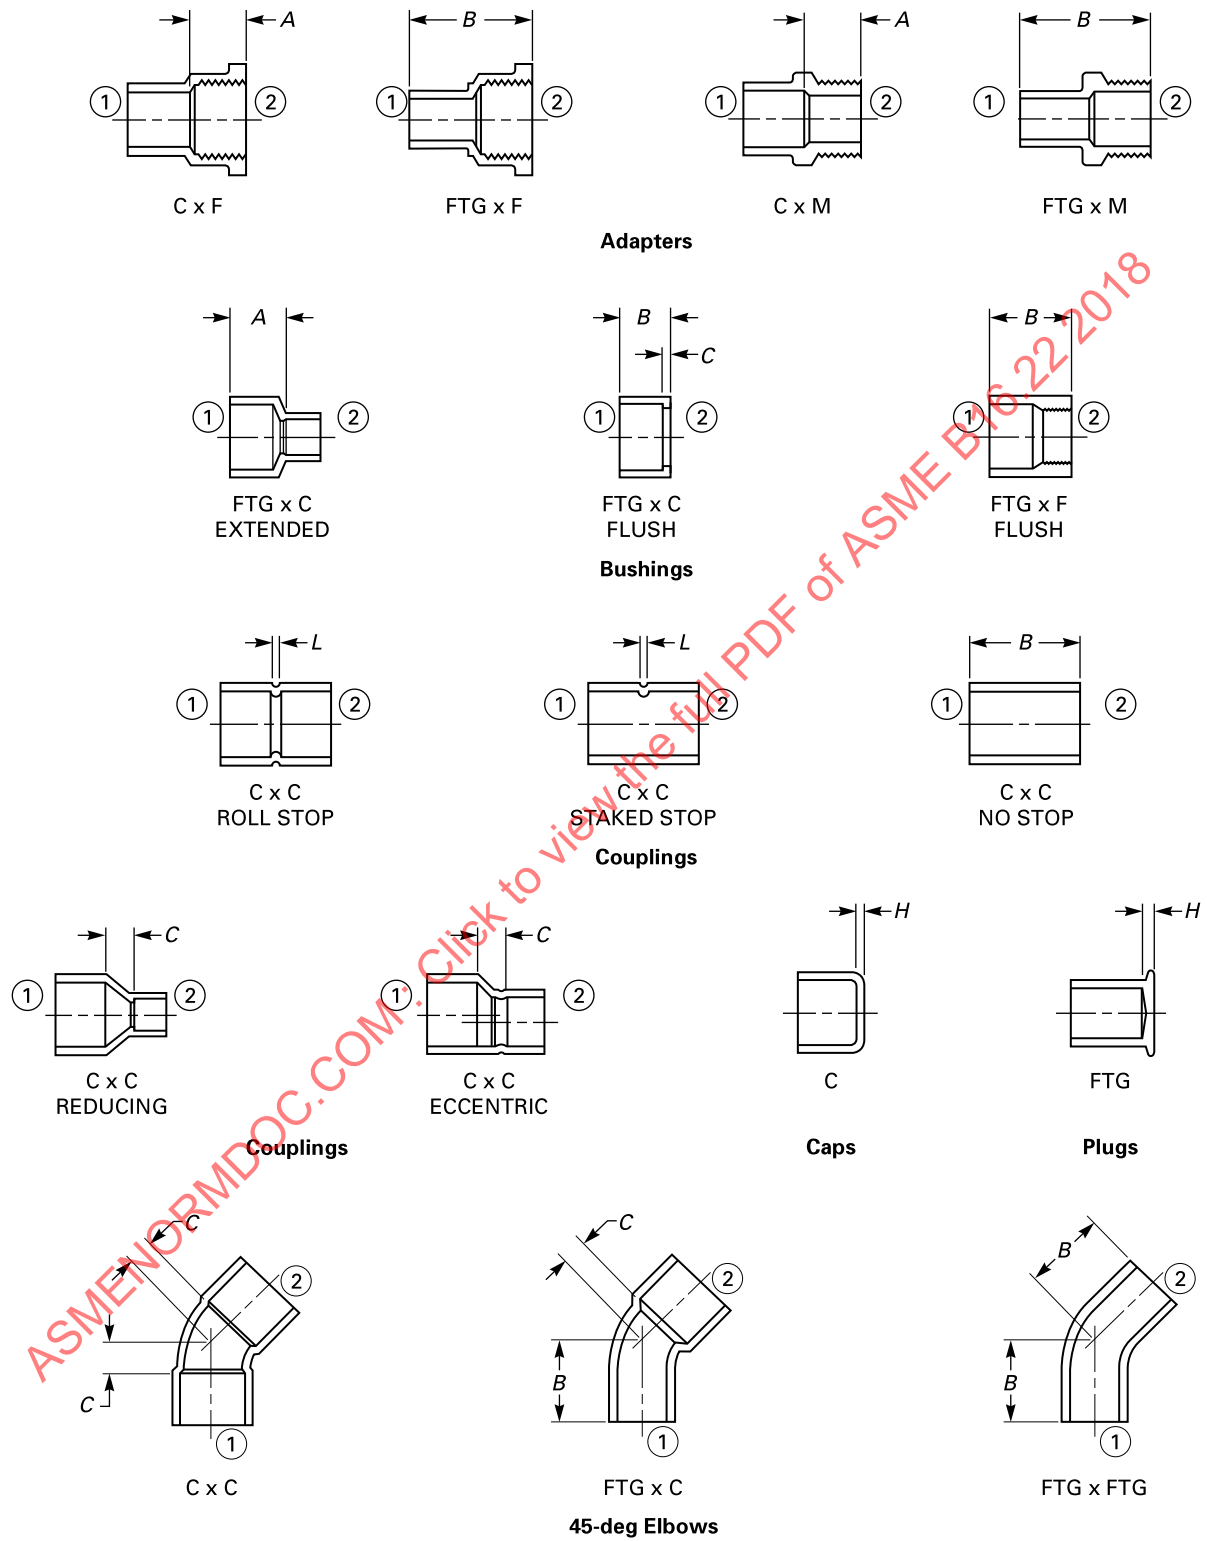 A B A B
1 2 1 2 1 2 1 2
C x F FTG x F C x M FTG x M
Adapters
A B B
C
1 2 1 2 1 2
FTG x C FTG x C FTG x F
EXTENDED FLUSH FLUSH
Bushings
L L B
1 2 1 2 1 2
C x C C x C C x C
ROLL STOP STAKED STOP NO STOP
Couplings
C C H H
1 2 1 2
C x C C x C C FTG
REDUCING ECCENTRIC
Couplings Caps Plugs
C C B
2 2 2
C B B
1 1 1
C x C FTG x C FTG x FTG
45-deg Elbows
ASMENORMDOC.COM : Click to view the full PDF of ASME B16.22 2018